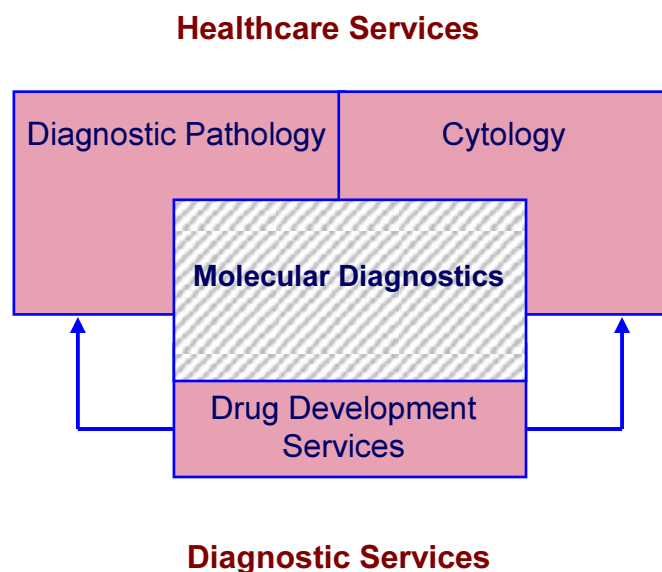 Healthcare Services
Diagnostic Pathology
Cytology
Molecular Diagnostics
Drug Development
Services
Diagnostic Services